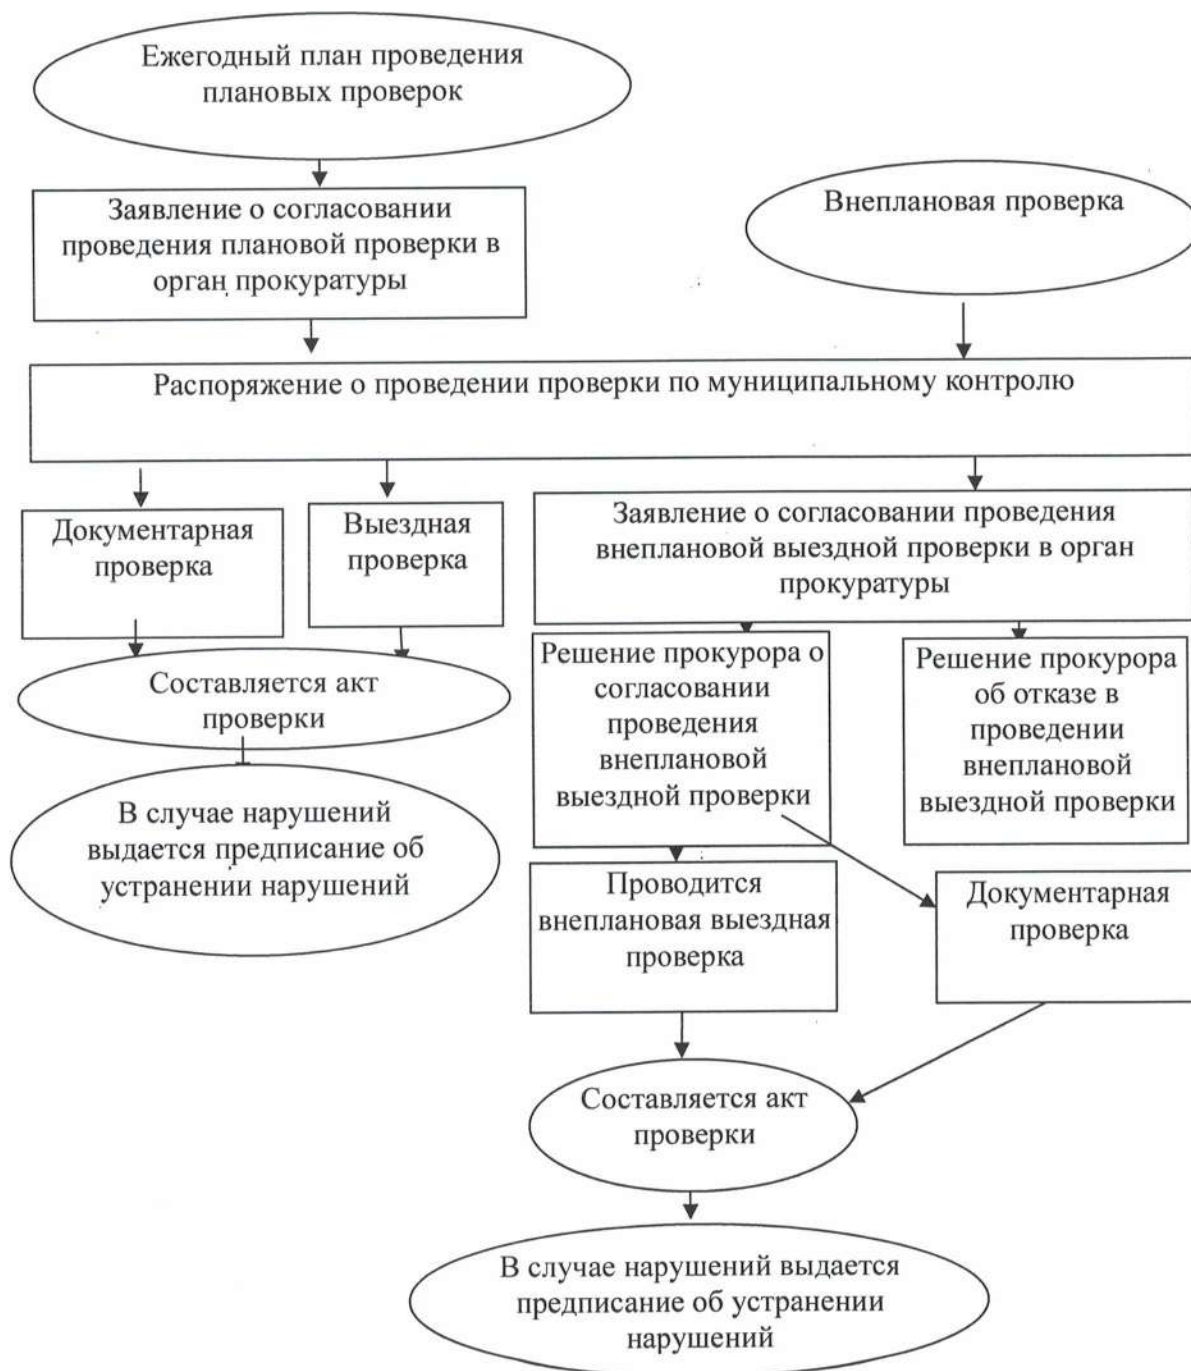 Ежегодный план проведения
плановых проверок
Заявление о согласовании
проведения плановой проверки в
орган прокуратуры
Внеплановая проверка
Распоряжение о проведении проверки по муниципальному контролю
Документарная
проверка
Выездная
проверка
Заявление о согласовании проведения
внеплановой выездной проверки в орган
прокуратуры
Составляется акт
проверки
В случае нарушений
выдается предписание об
устранении нарушений
Решение прокурора о
согласовании
проведения
внеплановой
выездной проверки
Решение прокурора
об отказе в
проведении
внеплановой
выездной проверки
Проводится
внеплановая выездная
проверка
Документарная
проверка
Составляется акт
проверки
В случае нарушений выдается
предписание об устранении
нарушений